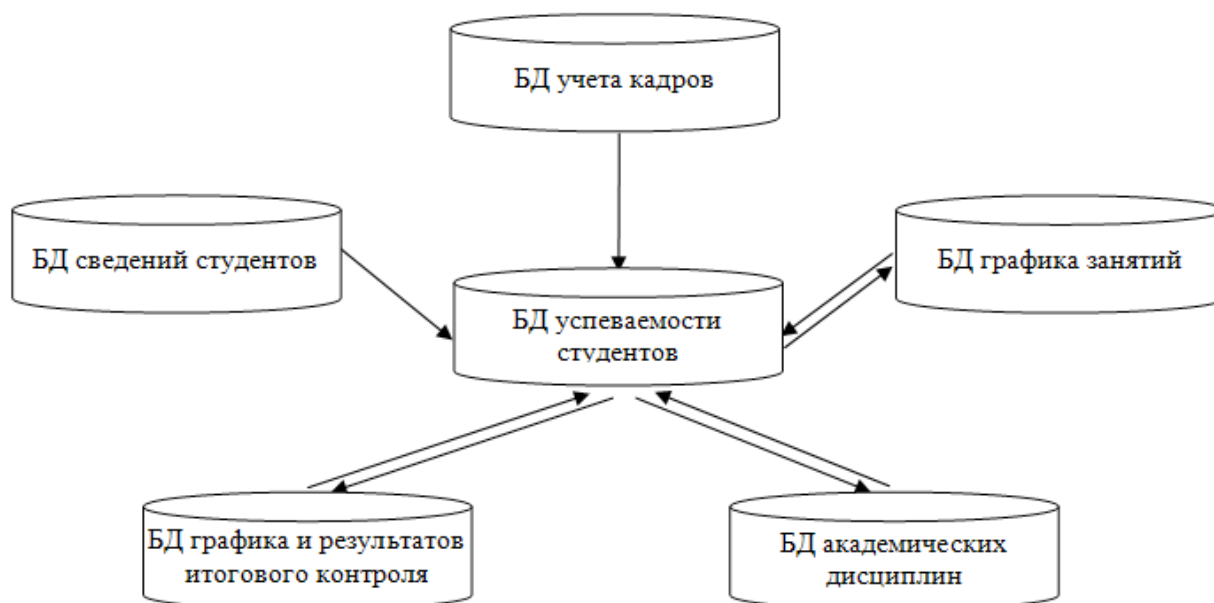 БД учета кадров
БД сведений студентов
БД графика занятий
БД успеваемости
студентов
БД графика и результатов
итогового контроля
БД академических
дисциплин